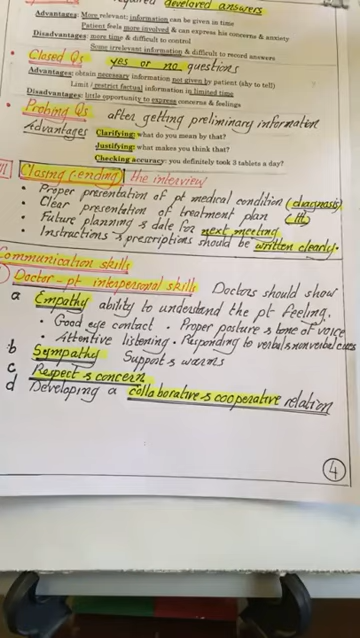 required developed answers
Advantages: More relevant; information can be given in time
Patient feels more involved & can express his concerns & anxiety
Disadvantages: more time & difficult to control
Some irrelevant information & difficult to record answers
• Closed Qs yes or no questions
Advantages: obtain necessary information not given by patient (shy to tell)
Limit / restrict factual information in limited time
Disadvantages: little opportunity to express concerns & feelings
• Probing Qs after getting preliminary information
Advantages Clarifying: what do you mean by that?
Justifying: what makes you think that?
Checking accuracy: you definitely took 3 tablets a day?
Closing (ending) the interview
• Proper presentation of pt medical condition (diagnosis)
• Clear presentation of treatment plan (ttt)
• Future planning & date for next meeting
• Instructions & prescriptions should be written clearly.
Communication skills
Doctor-pt interpersonal skills Doctors should show
a Empathy ability to understand the pt feeling.
• Good eye contact • Proper posture & tone of voice
• Attentive listening • Responding to verbal & nonverbal cues
b Sympathy Support & warms
c Respect & concern
d Developing a collaborative & cooperative relation
4